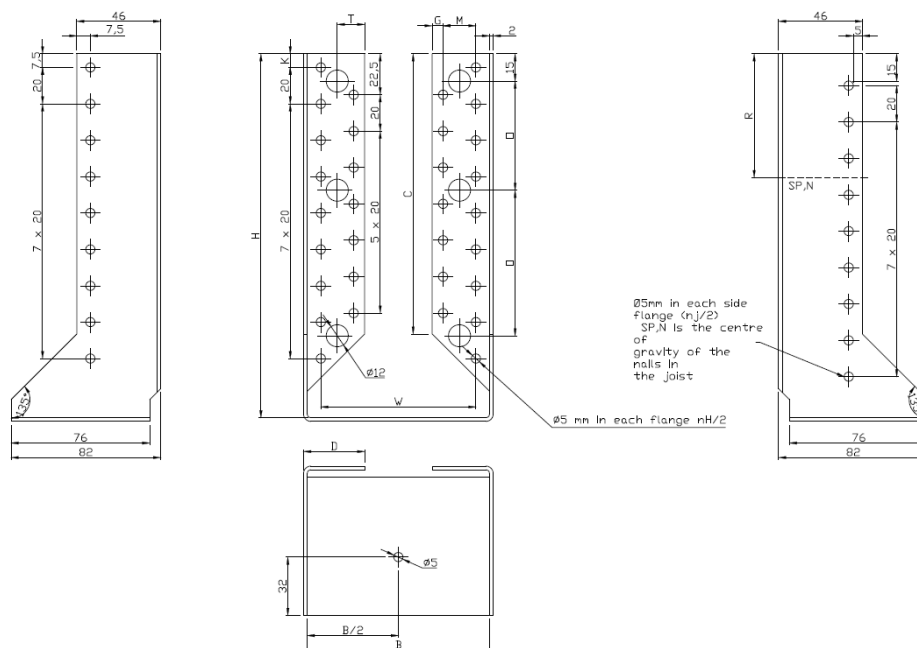 46
7,5
7,5
20
7 x 20
135°
76
82
T
K
20
22,5
20
H
7 x 20
5 x 20
Ø12
W
G
M
2
15
C
O
O
Ø5 mm in each flange nH/2
D
Ø5
32
B/2
B
46
5
15
20
R
SP,N
7 x 20
Ø5mm in each side
flange (nj/2)
SP,N is the centre
of
gravity of the
nails in
the joist
76
82